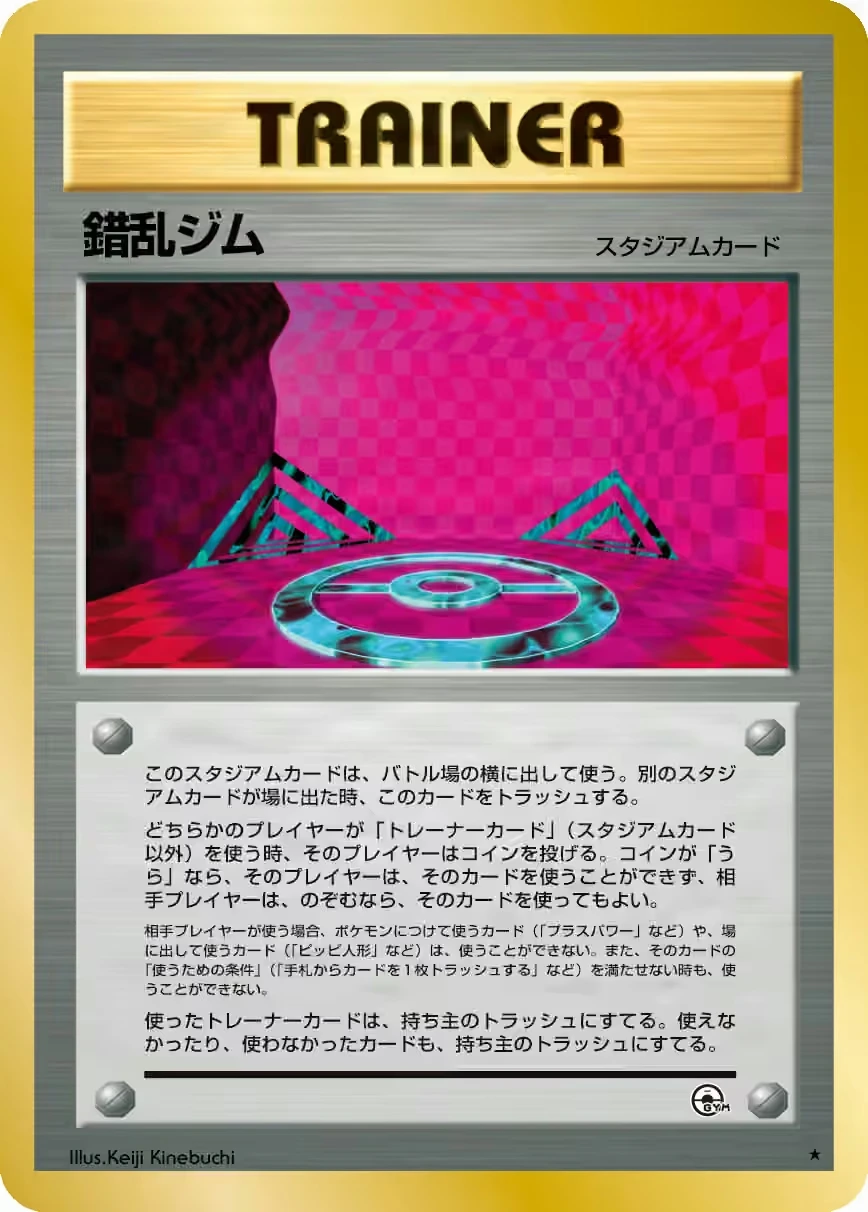 TRAINER
錯乱ジム
スタジアムカード
このスタジアムカードは、バトル場の横に出して使う。別のスタジ
アムカードが場に出た時、このカードをトラッシュする。
どちらかのプレイヤーが「トレーナーカード」（スタジアムカード
以外）を使う時、そのプレイヤーはコインを投げる。コインが「う
ら」なら、そのプレイヤーは、そのカードを使うことができず、相
手プレイヤーは、のぞむなら、そのカードを使ってもよい。
相手プレイヤーが使う場合、ポケモンにつけて使うカード（「プラスパワー」など）や、場
に出して使うカード（「ピッピ人形」など）は、使うことができない。また、そのカードの
「使うための条件」（「手札からカードを1枚トラッシュする」など）を満たせない時も、使
うことができない。
使ったトレーナーカードは、持ち主のトラッシュにすてる。使えな
かったり、使わなかったカードも、持ち主のトラッシュにすてる。
GYM
Illus.Keiji Kinebuchi
★